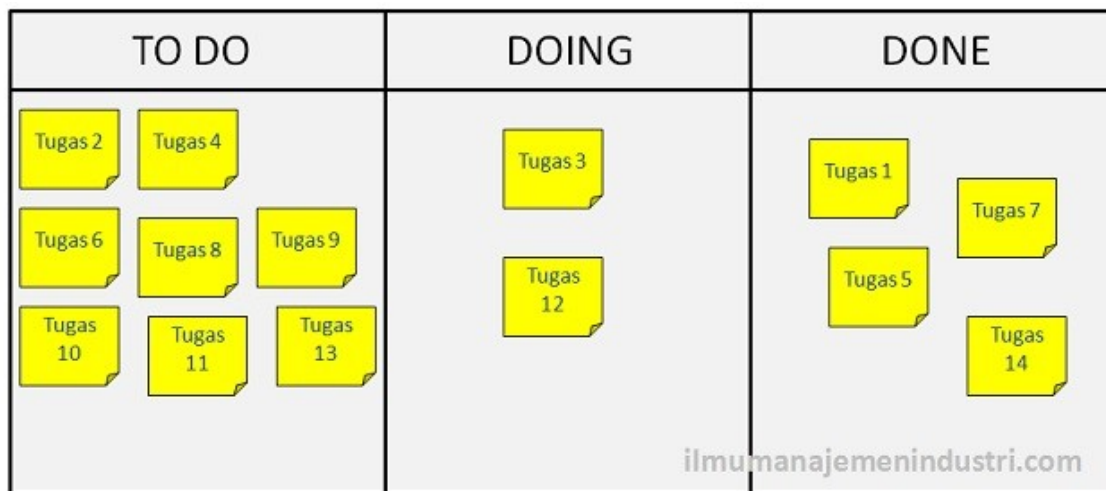 TO DO
DOING
DONE
Tugas 2
Tugas 4
Tugas 6
Tugas 8
Tugas 9
Tugas
10
Tugas
11
Tugas
13
Tugas 3
Tugas
12
Tugas 1
Tugas 7
Tugas 5
Tugas
14
ilmumanajemenindustri.com